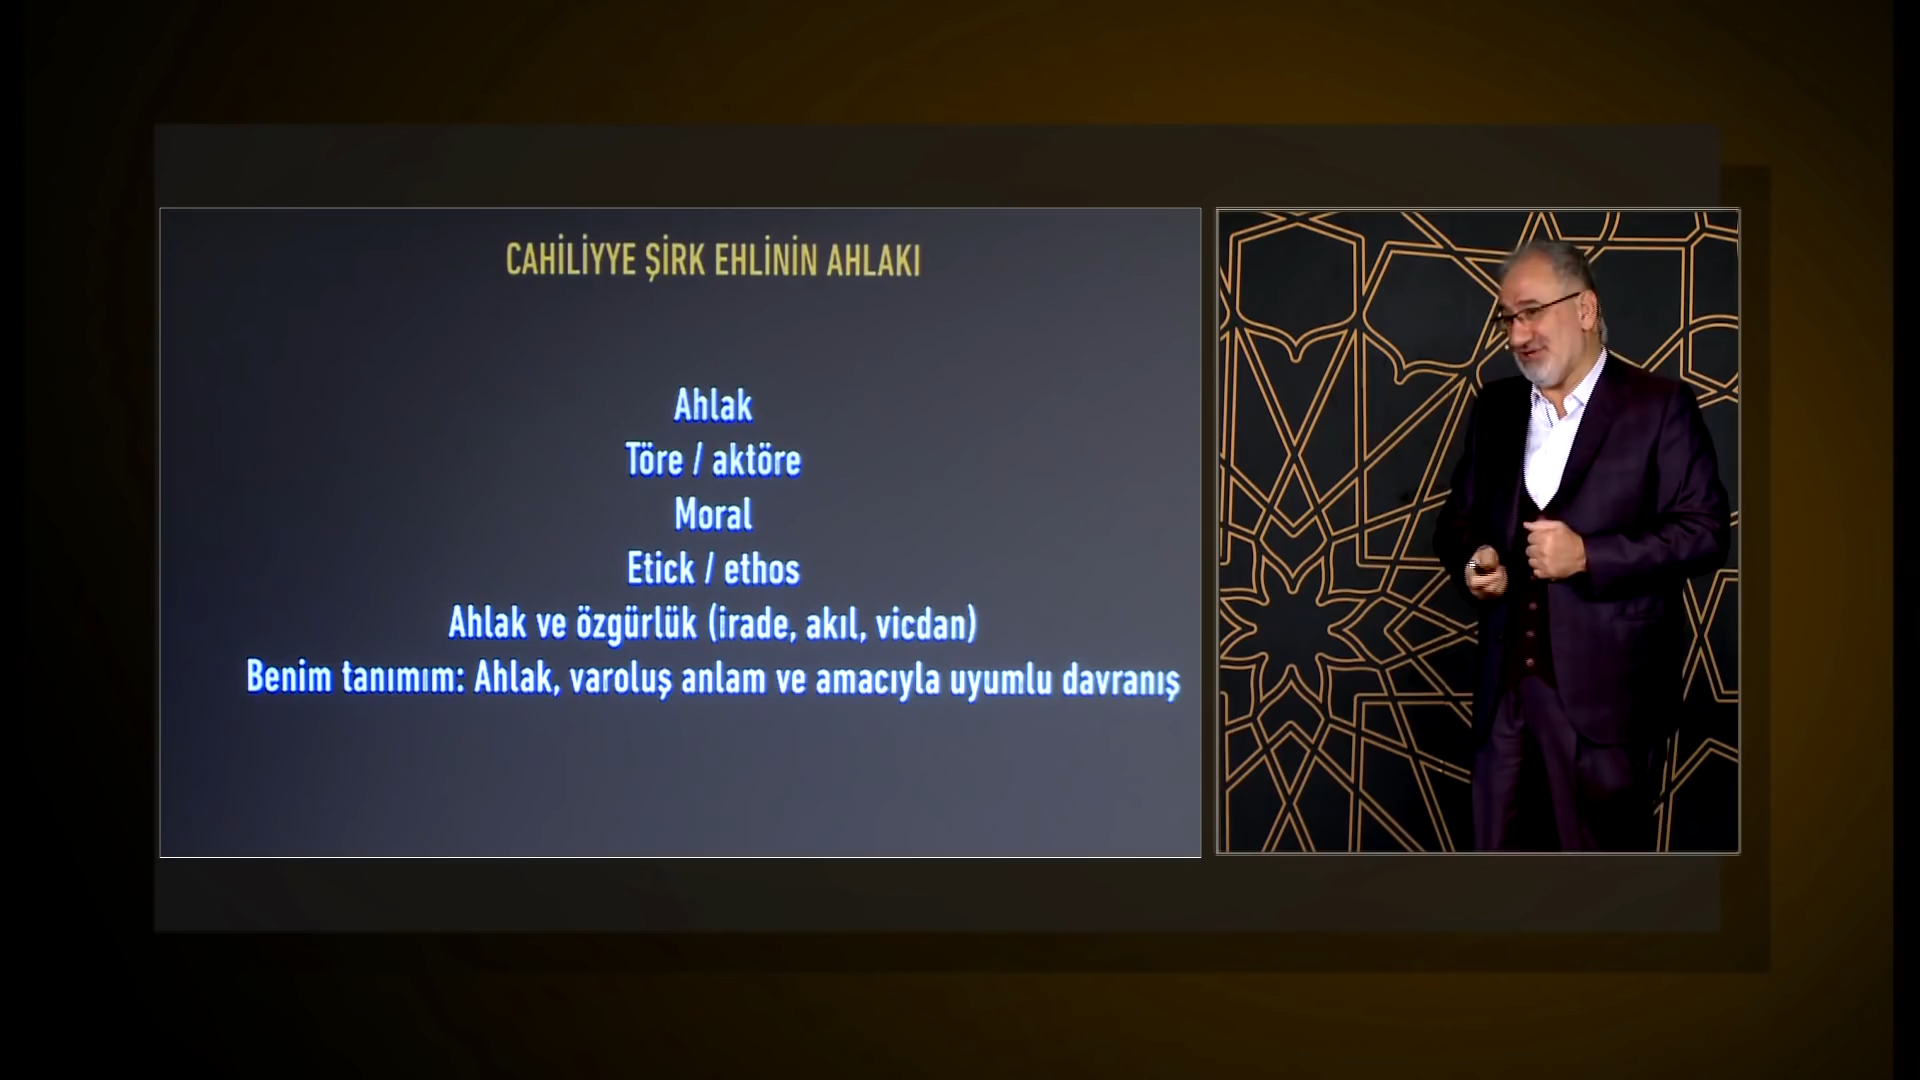 CAHİLİYYE ŞİRK EHLİNİN AHLAKI
Ahlak
Töre / aktöre
Moral
Etick / ethos
Ahlak ve özgürlük (irade, akıl, vicdan)
Benim tanımım: Ahlak, varoluş anlam ve amacıyla uyumlu davranış